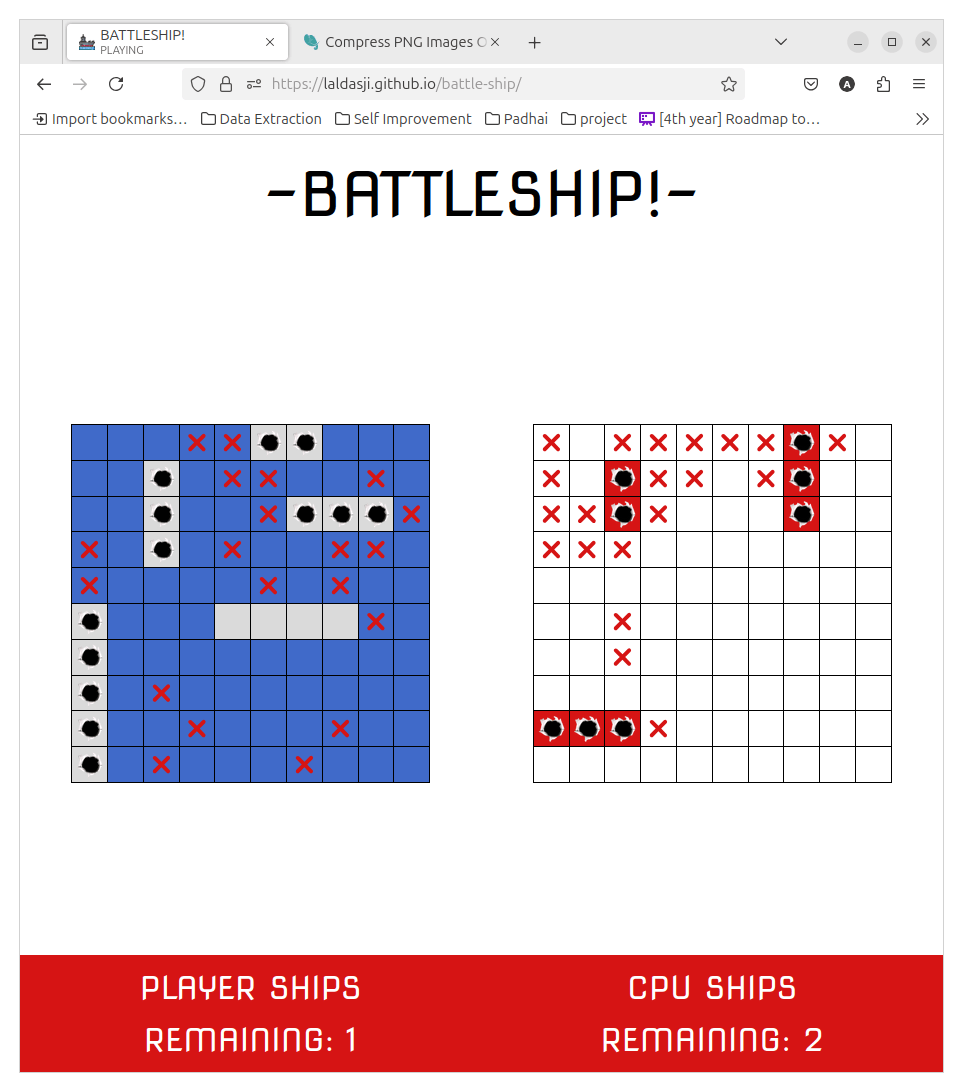 BATTLESHIP!
PLAYING
Compress PNG Images O
https://laldasji.github.io/battle-ship/
A
Import bookmarks…
Data Extraction
Self Improvement
Padhai
project
[4th year] Roadmap to…
-BATTLESHIP!-
PLAYER SHIPS
REMAINING: 1
CPU SHIPS
REMAINING: 2